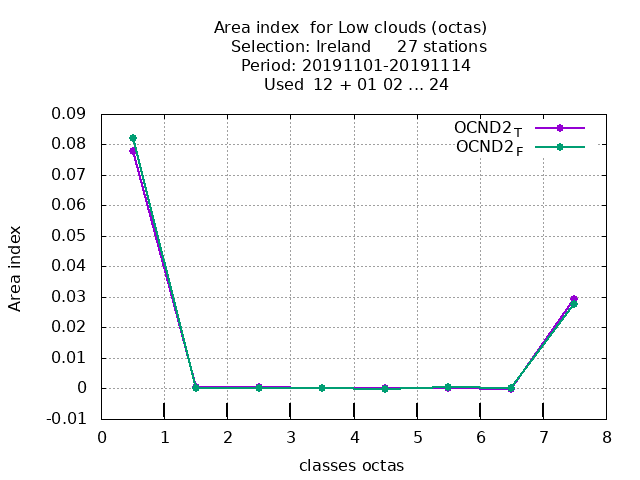 Area index  for Low clouds (octas)
Selection: Ireland     27 stations
Period: 20191101-20191114
Used  12 + 01 02 ... 24
OCND2T
OCND2F
0.09
0.08
0.07
0.06
0.05
0.04
0.03
0.02
0.01
0
-0.01
0 1 2 3 4 5 6 7 8
Area index
classes octas